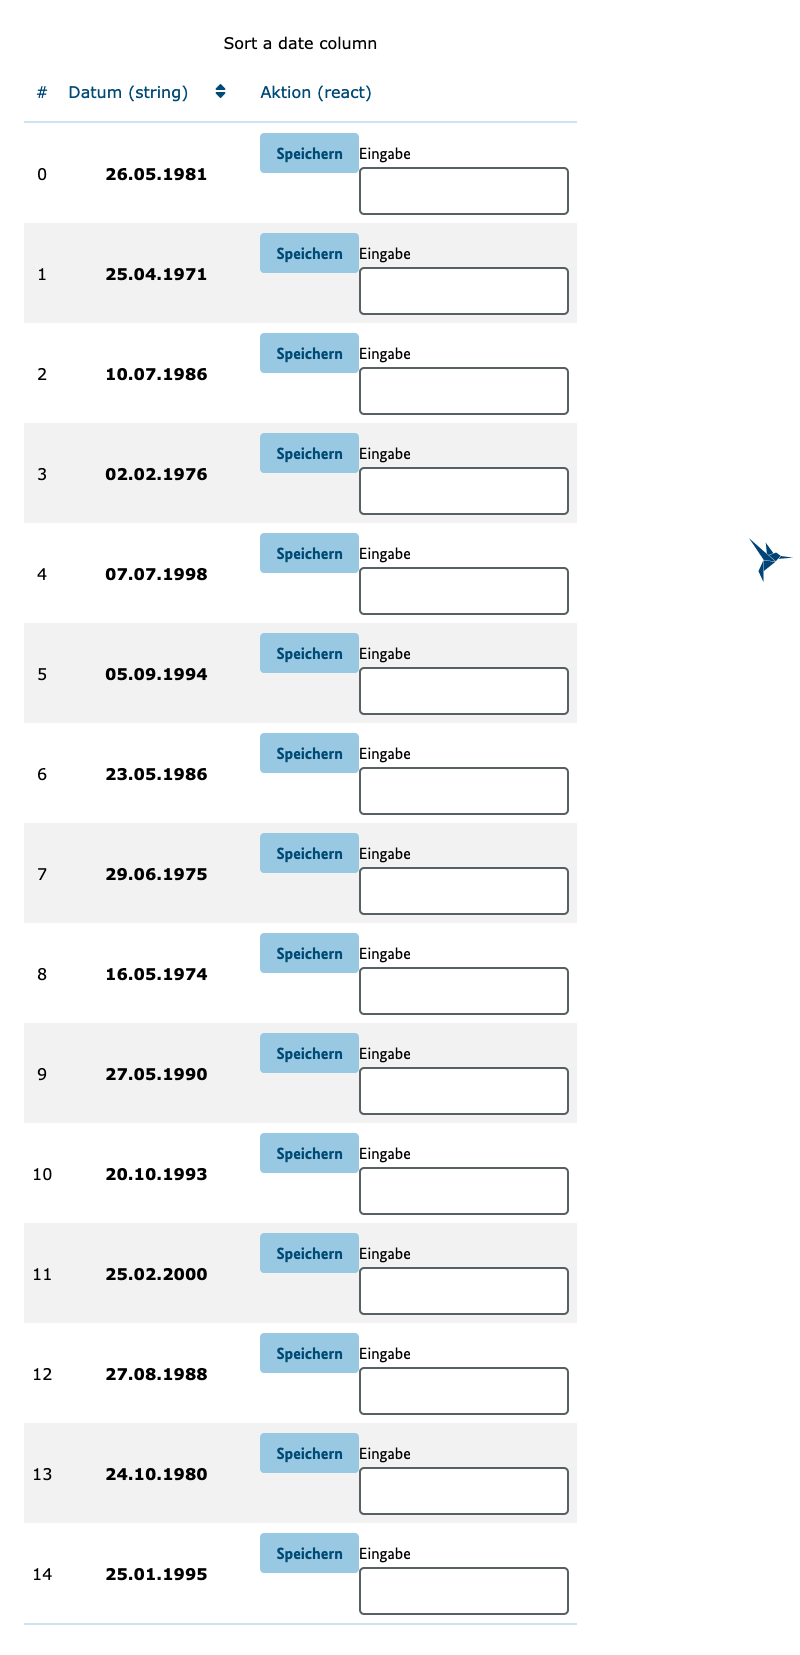 Sort a date column
# Datum (string) Aktion (react)
0 26.05.1981 Speichern Eingabe
1 25.04.1971 Speichern Eingabe
2 10.07.1986 Speichern Eingabe
3 02.02.1976 Speichern Eingabe
4 07.07.1998 Speichern Eingabe
5 05.09.1994 Speichern Eingabe
6 23.05.1986 Speichern Eingabe
7 29.06.1975 Speichern Eingabe
8 16.05.1974 Speichern Eingabe
9 27.05.1990 Speichern Eingabe
10 20.10.1993 Speichern Eingabe
11 25.02.2000 Speichern Eingabe
12 27.08.1988 Speichern Eingabe
13 24.10.1980 Speichern Eingabe
14 25.01.1995 Speichern Eingabe